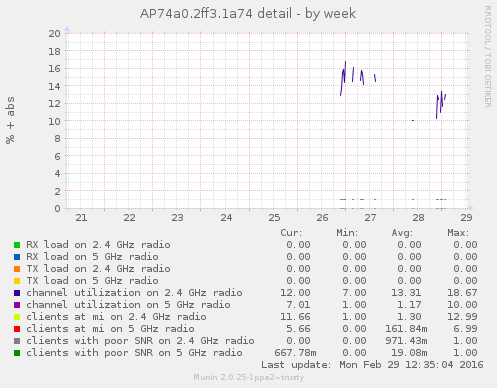 AP74a0.2ff3.1a74 detail - by week
RRDTOOL / TOBI OETIKER
% + abs
20
18
16
14
12
10
8
6
4
2
0
21 22 23 24 25 26 27 28 29
Cur: Min: Avg: Max:
RX load on 2.4 GHz radio 0.00 0.00 0.00 0.00
RX load on 5 GHz radio 0.00 0.00 0.00 0.00
TX load on 2.4 GHz radio 0.00 0.00 0.00 0.00
TX load on 5 GHz radio 0.00 0.00 0.00 0.00
channel utilization on 2.4 GHz radio 12.00 7.00 13.31 18.67
channel utilization on 5 GHz radio 7.01 1.00 1.17 10.00
clients at mi on 2.4 GHz radio 11.66 1.00 1.30 12.99
clients at mi on 5 GHz radio 5.66 0.00 161.84m 6.99
clients with poor SNR on 2.4 GHz radio 0.00 0.00 971.43m 1.00
clients with poor SNR on 5 GHz radio 667.78m 0.00 19.08m 1.00
Last update: Mon Feb 29 12:35:04 2016
Munin 2.0.25-1ppa2~trusty